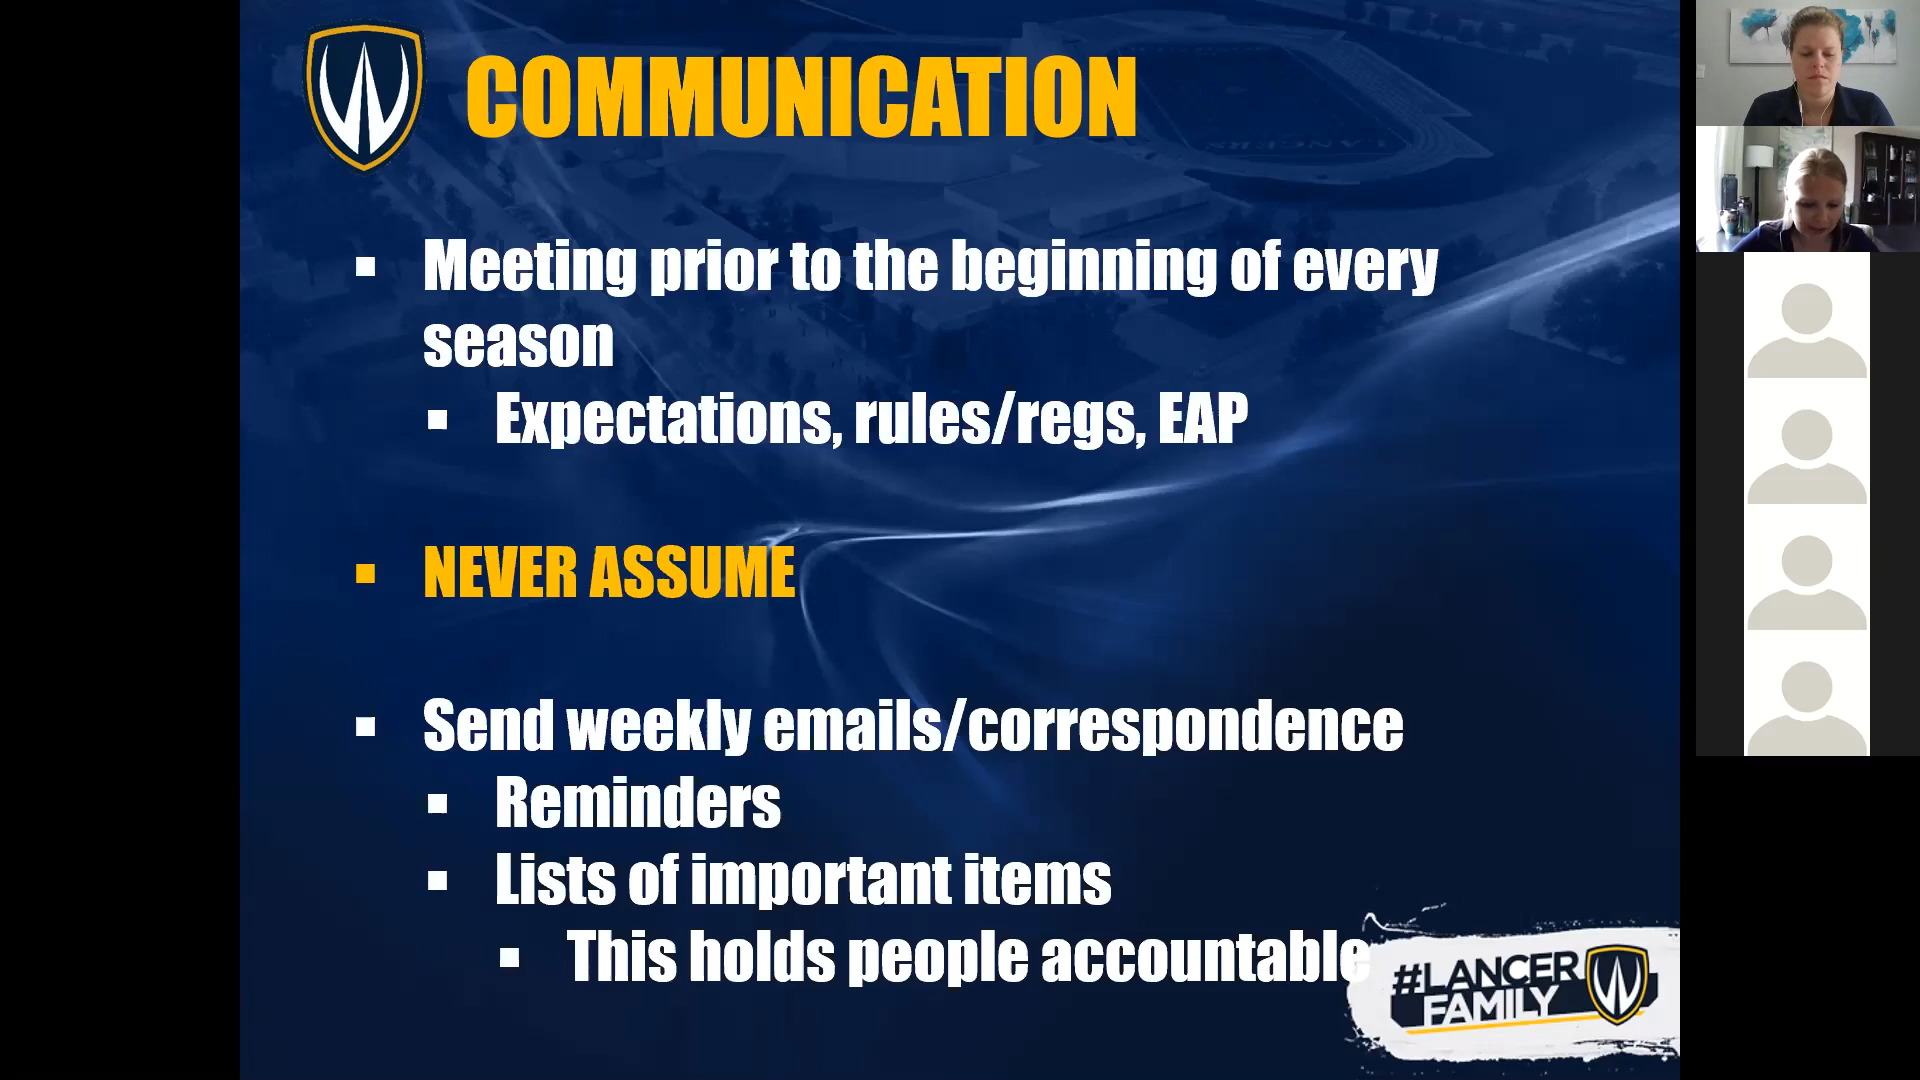 COMMUNICATION
▪ Meeting prior to the beginning of every
season
▪ Expectations, rules/regs, EAP
▪ NEVER ASSUME
▪ Send weekly emails/correspondence
▪ Reminders
▪ Lists of important items
▪ This holds people accountable
#LANCER
FAMILY
LANCERS